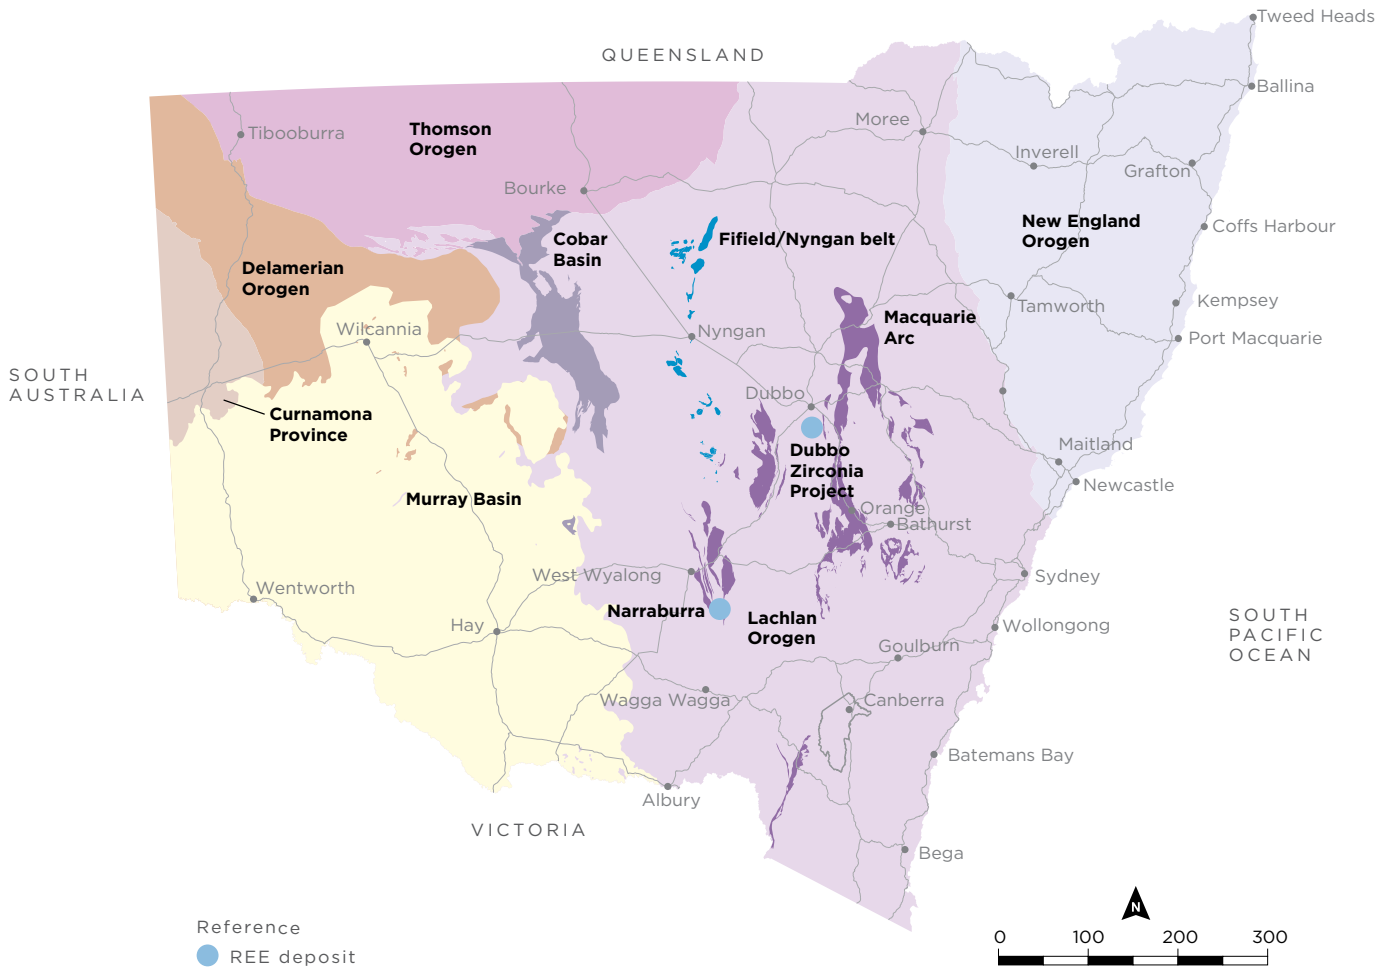 Tweed Heads
QUEENSLAND
Ballina
Moree
Thomson
Orogen
Tibooburra
Inverell
Grafton
Bourke
New England
Orogen
Coffs Harbour
Cobar
Basin
Fifield/Nyngan belt
Delamerian
Orogen
Tamworth
Kempsey
Macquarie
Arc
Wilcannia
Nyngan
Port Macquarie
SOUTH
AUSTRALIA
Dubbo
Curnamona
Province
Dubbo
Zirconia
Project
Maitland
Newcastle
Murray Basin
Orange
Bathurst
West Wyalong
Sydney
Wentworth
Narraburra
Lachlan
Orogen
Hay
Wollongong
SOUTH
PACIFIC
OCEAN
Goulburn
Wagga Wagga
Canberra
Batemans Bay
Albury
VICTORIA
Bega
N
Reference
REE deposit
0 100 200 300